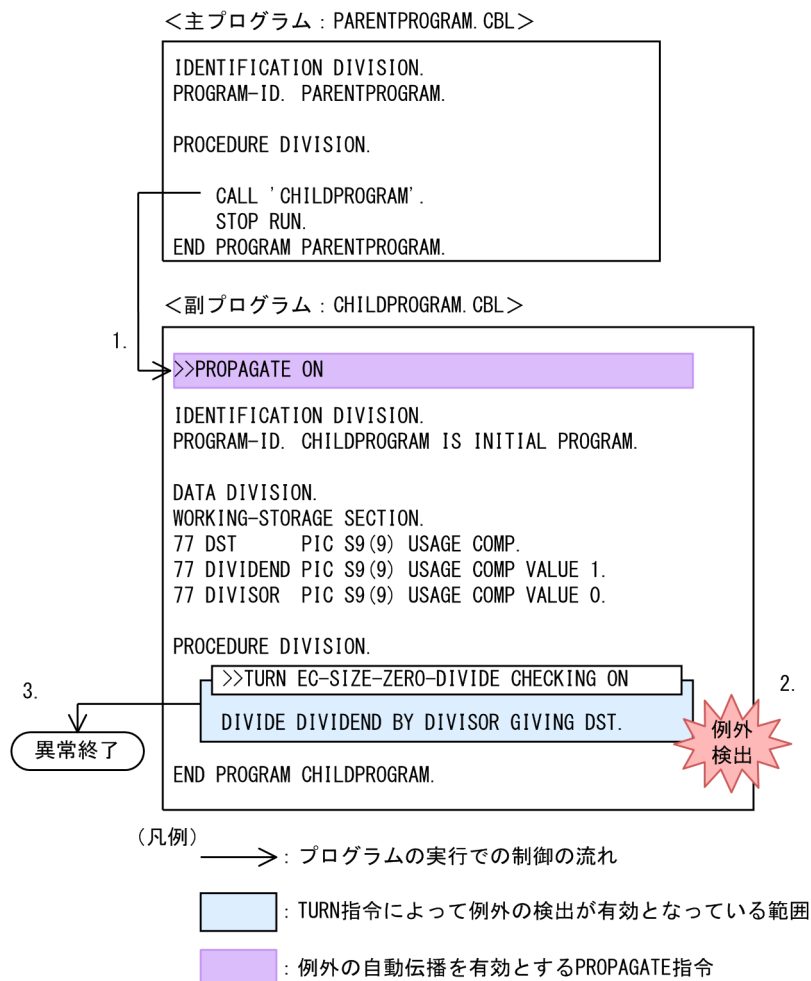 ＜主プログラム：PARENTPROGRAM.CBL＞
IDENTIFICATION DIVISION.
PROGRAM-ID. PARENTPROGRAM.
PROCEDURE DIVISION.
CALL 'CHILDPROGRAM'.
STOP RUN.
END PROGRAM PARENTPROGRAM.
＜副プログラム：CHILDPROGRAM.CBL＞
1.
>>PROPAGATE ON
IDENTIFICATION DIVISION.
PROGRAM-ID. CHILDPROGRAM IS INITIAL PROGRAM.
DATA DIVISION.
WORKING-STORAGE SECTION.
77 DST      PIC S9(9) USAGE COMP.
77 DIVIDEND PIC S9(9) USAGE COMP VALUE 1.
77 DIVISOR  PIC S9(9) USAGE COMP VALUE 0.
PROCEDURE DIVISION.
>>TURN EC-SIZE-ZERO-DIVIDE CHECKING ON
2.
3.
DIVIDE DIVIDEND BY DIVISOR GIVING DST.
例外
検出
異常終了
END PROGRAM CHILDPROGRAM.
（凡例）
：プログラムの実行での制御の流れ
：TURN指令によって例外の検出が有効となっている範囲
：例外の自動伝播を有効とするPROPAGATE指令